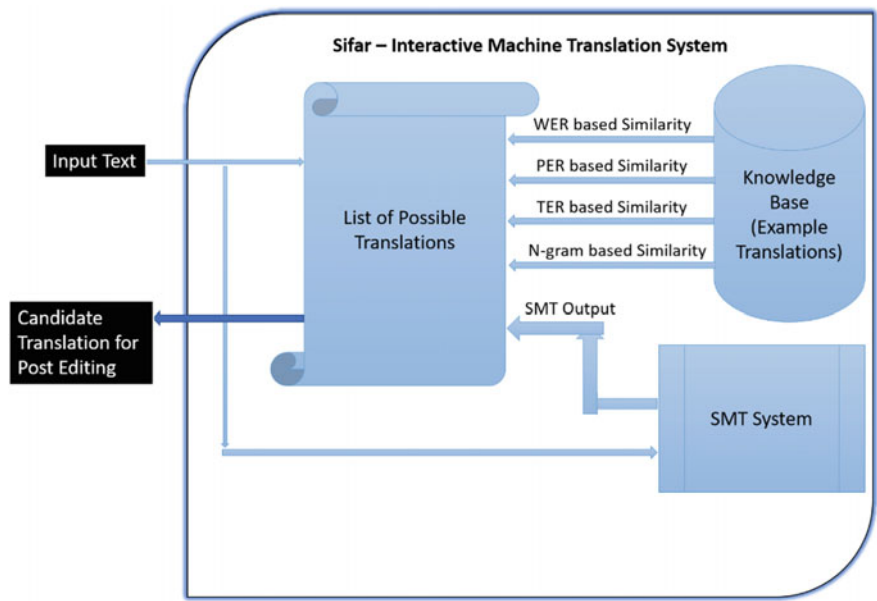 Sifar – Interactive Machine Translation System
Input Text
List of Possible
Translations
WER based Similarity
PER based Similarity
TER based Similarity
N-gram based Similarity
Knowledge
Base
(Example
Translations)
SMT Output
Candidate
Translation for
Post Editing
SMT System